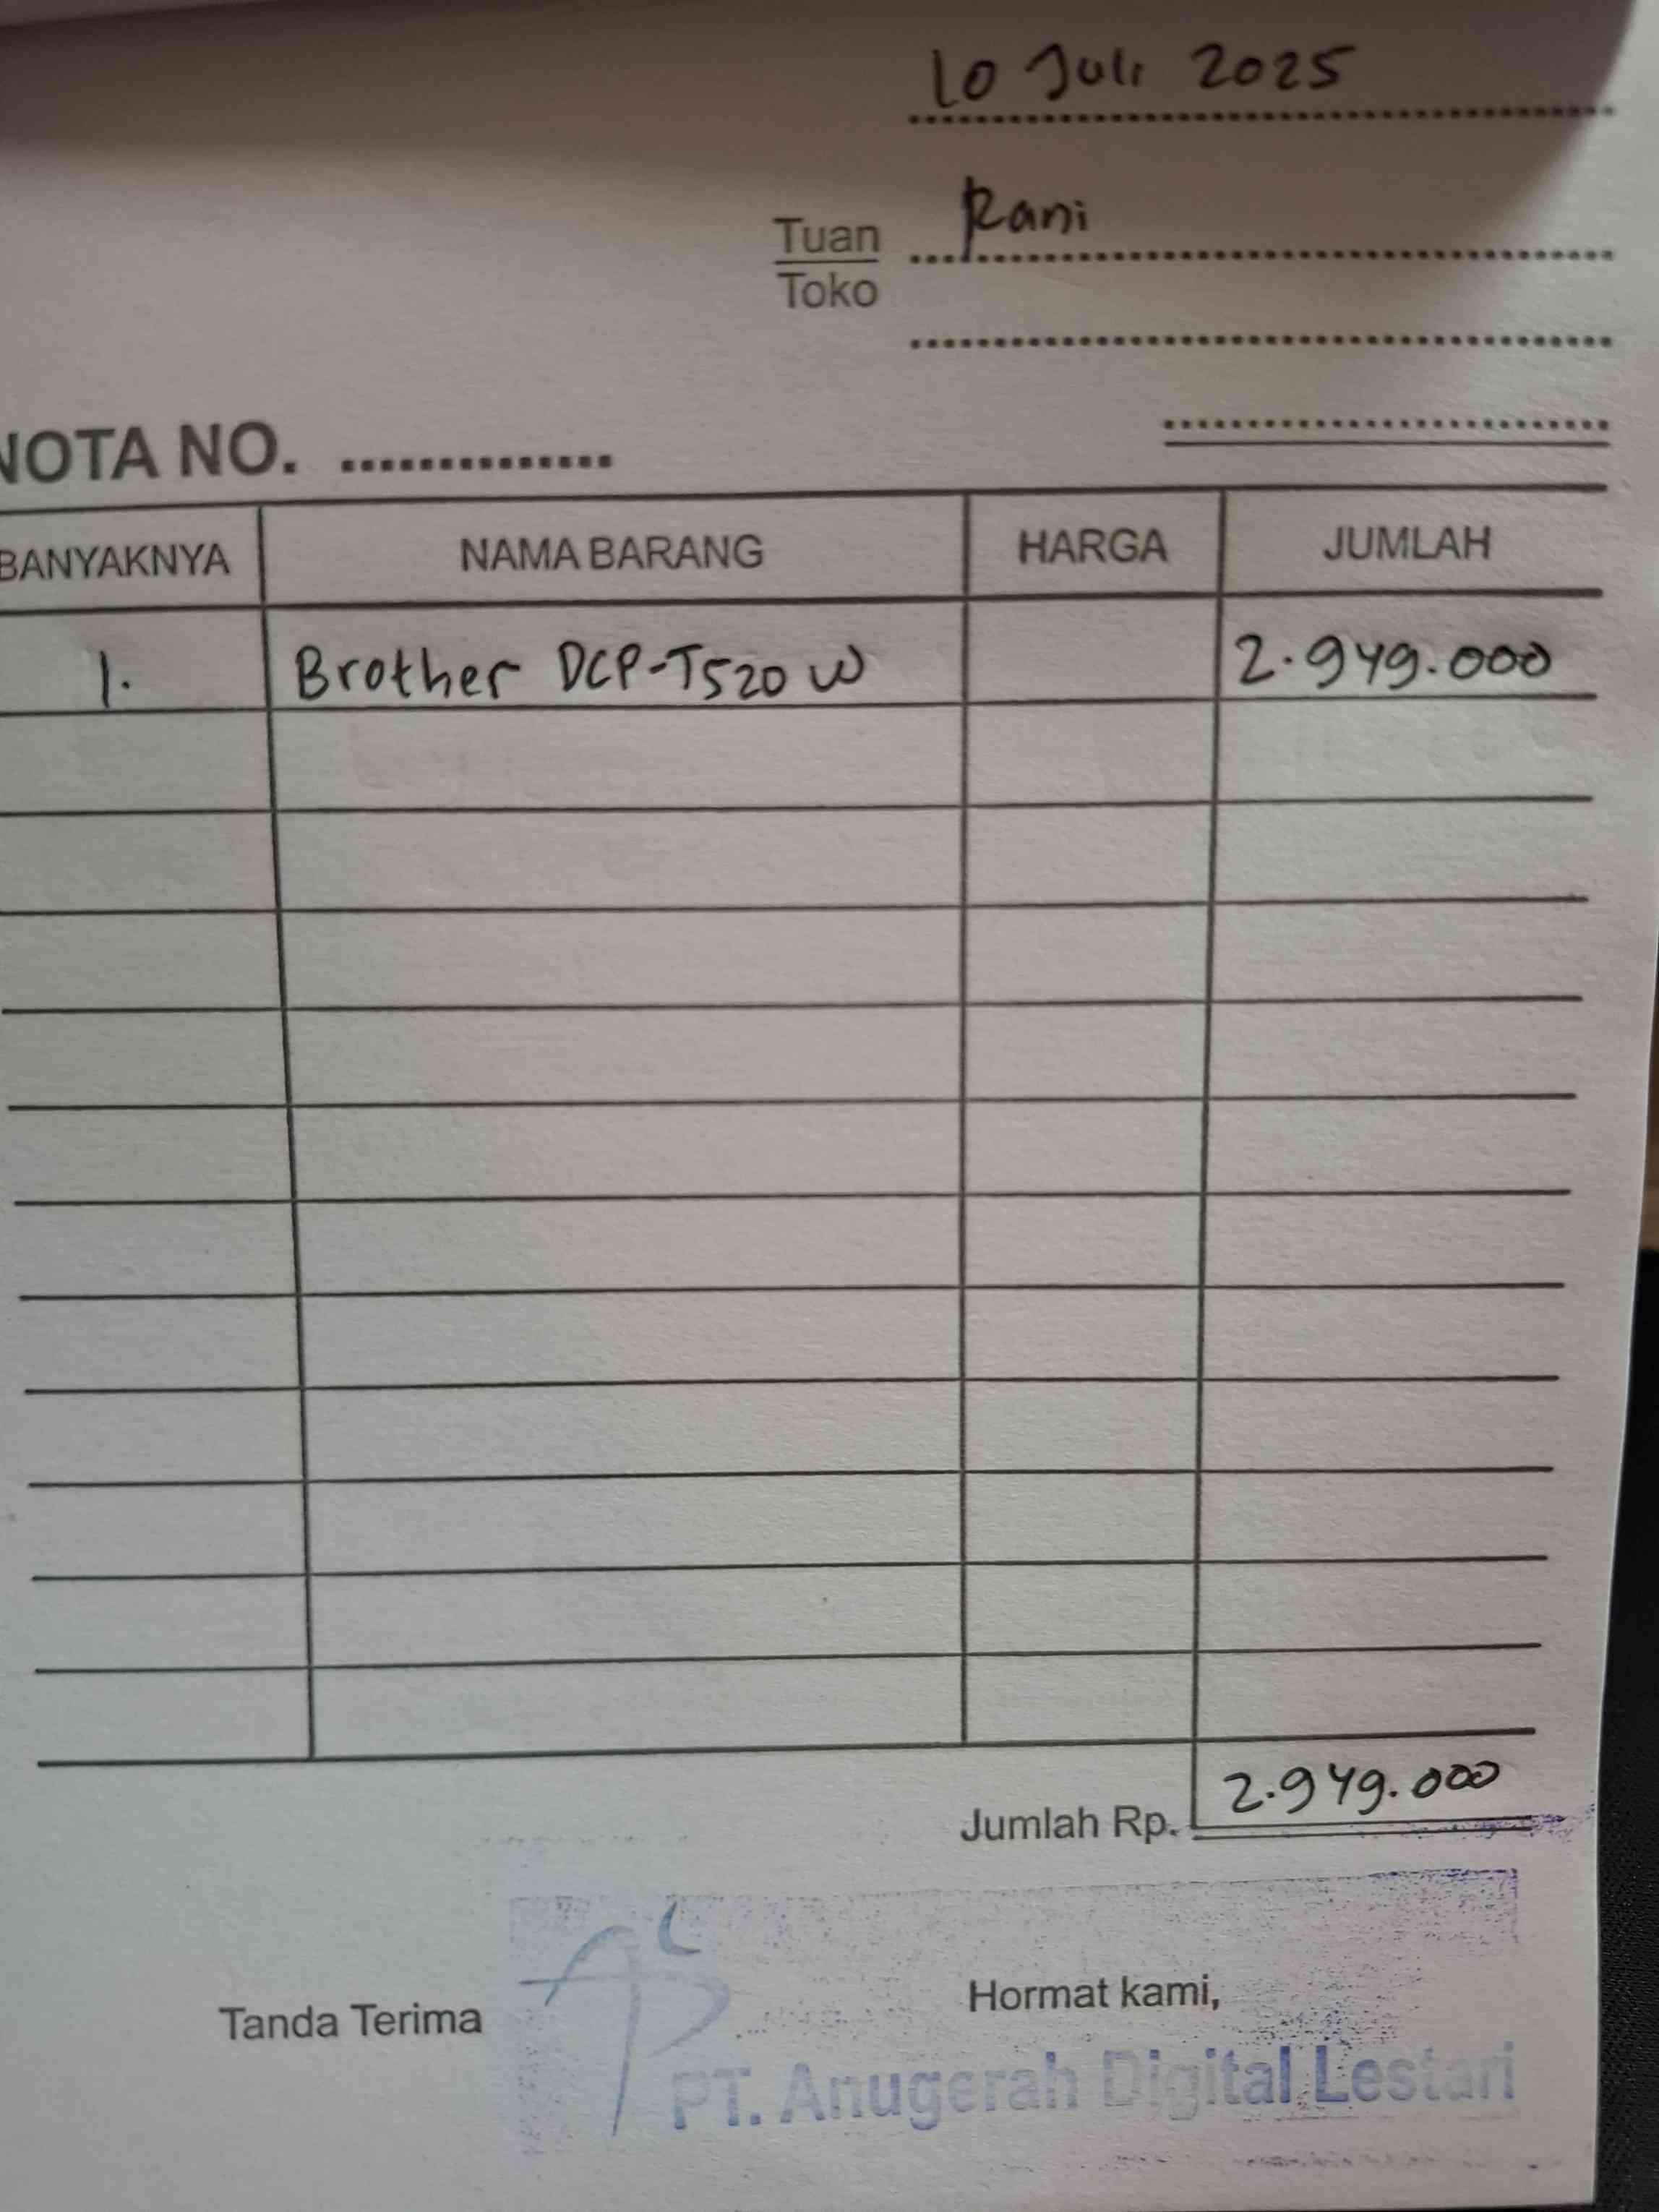 10 Juli 2025
Tuan Rani
Toko
NOTA NO. ..............
BANYAKNYA NAMA BARANG HARGA JUMLAH
1. Brother DCP-T520 W 2.949.000
Jumlah Rp. 2.949.000
Tanda Terima Hormat kami,
PT. Anugerah Digital Lestari